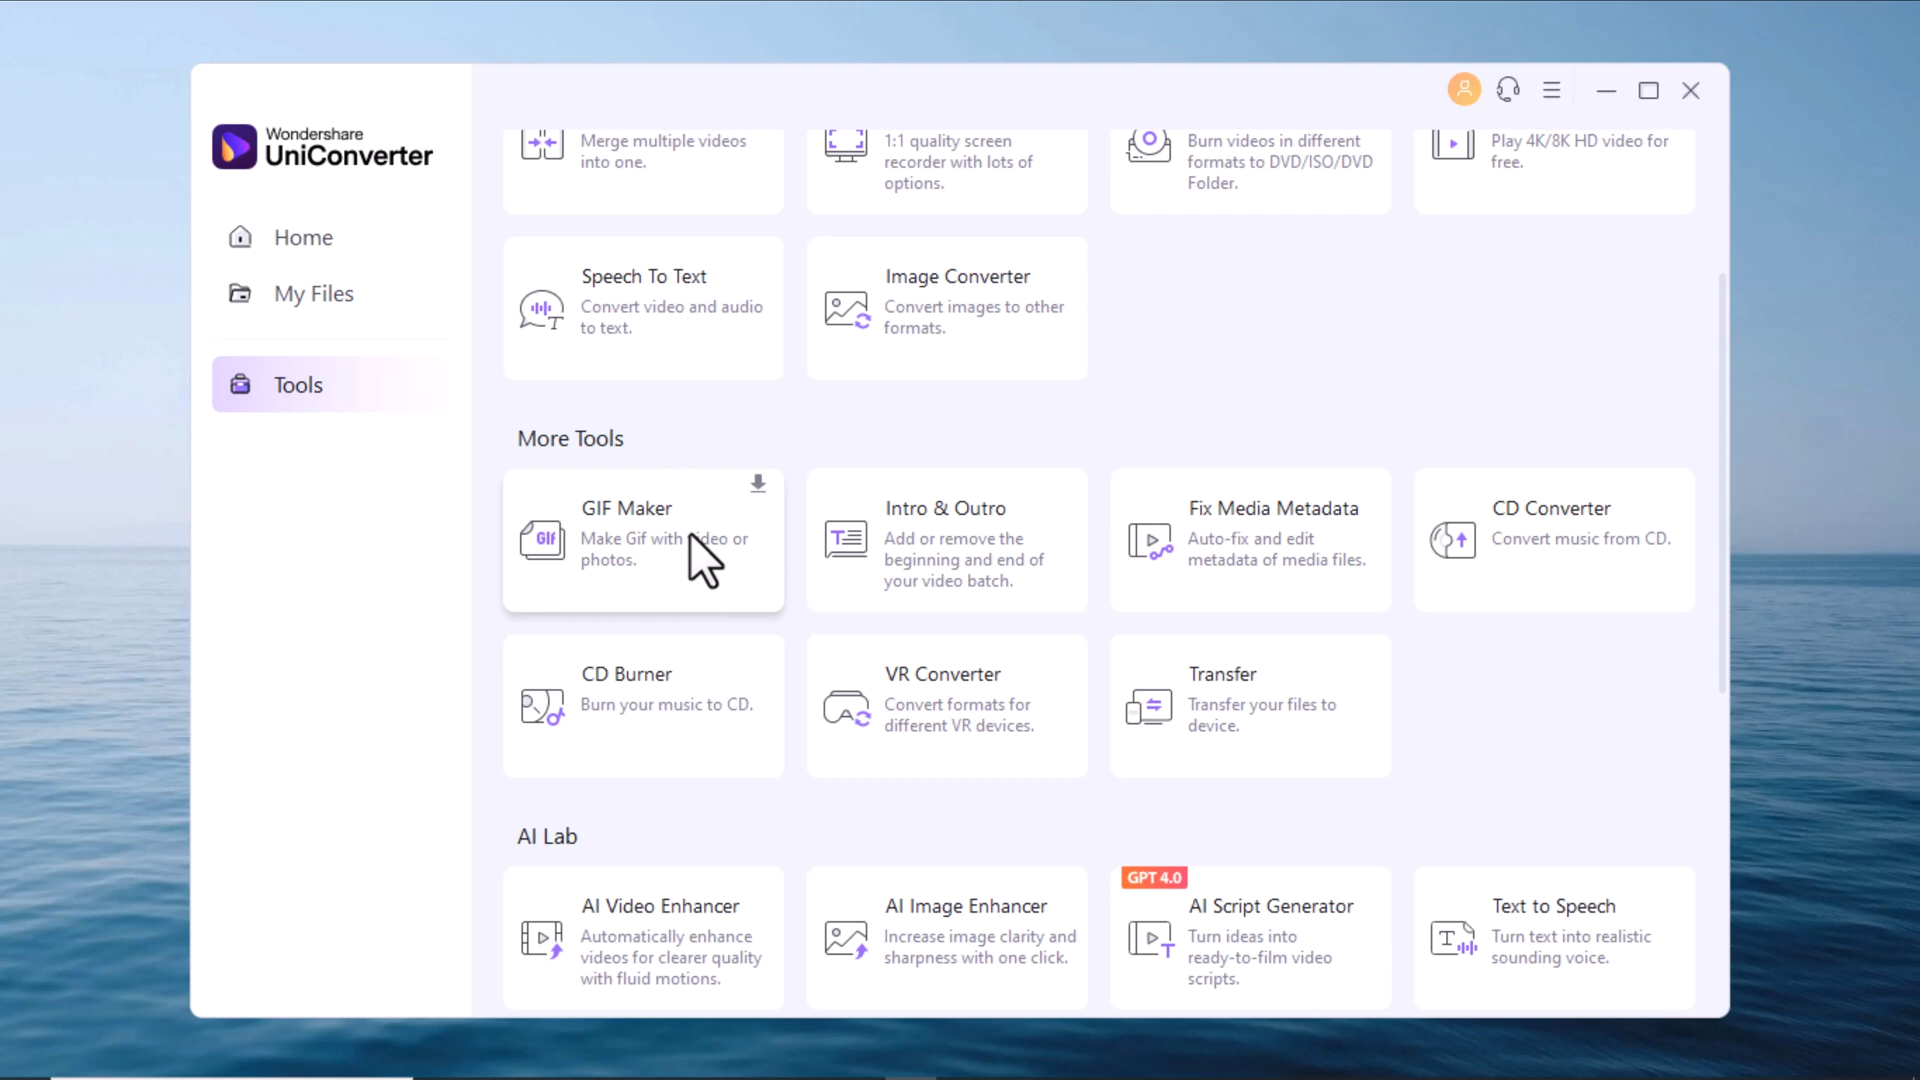 Wondershare
UniConverter
Home
My Files
Tools
Merge multiple videos
into one.
1:1 quality screen
recorder with lots of
options.
Burn videos in different
formats to DVD/ISO/DVD
Folder.
Play 4K/8K HD video for
free.
Speech To Text
Convert video and audio
to text.
Image Converter
Convert images to other
formats.
More Tools
GIF Maker
GIF
Make Gif with video or
photos.
Intro & Outro
Add or remove the
beginning and end of
your video batch.
Fix Media Metadata
Auto-fix and edit
metadata of media files.
CD Converter
Convert music from CD.
CD Burner
Burn your music to CD.
VR Converter
Convert formats for
different VR devices.
Transfer
Transfer your files to
device.
AI Lab
AI Video Enhancer
Automatically enhance
videos for clearer quality
with fluid motions.
AI Image Enhancer
Increase image clarity and
sharpness with one click.
GPT 4.0
AI Script Generator
Turn ideas into
ready-to-film video
scripts.
Text to Speech
Turn text into realistic
sounding voice.